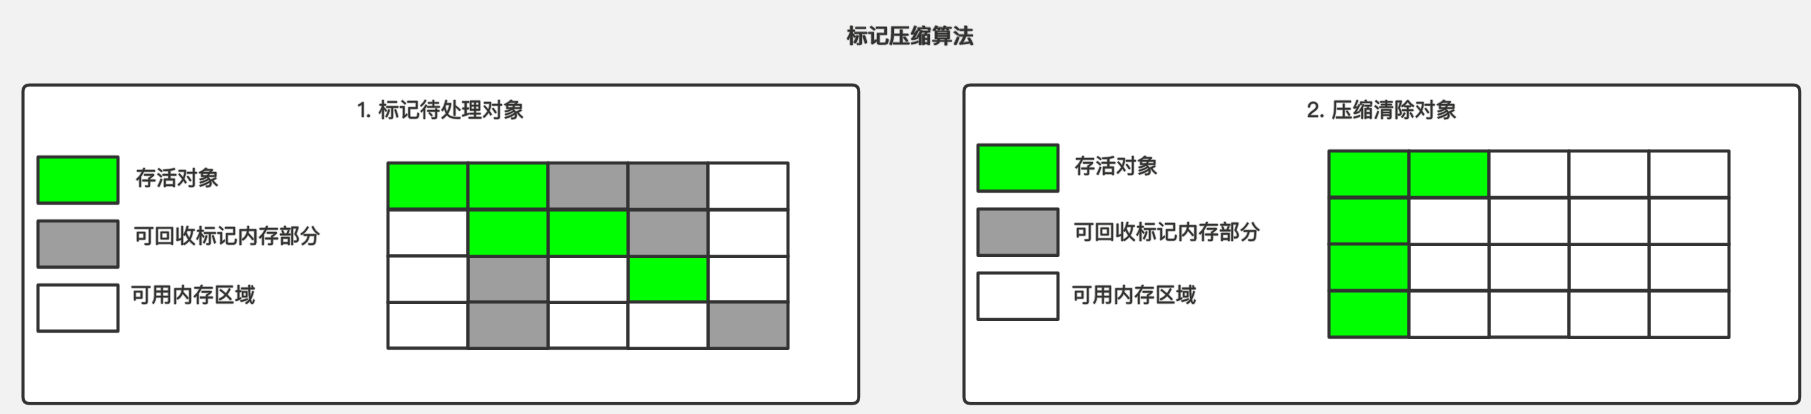 标记压缩算法
1. 标记待处理对象
存活对象
可回收标记内存部分
可用内存区域
2. 压缩清除对象
存活对象
可回收标记内存部分
可用内存区域